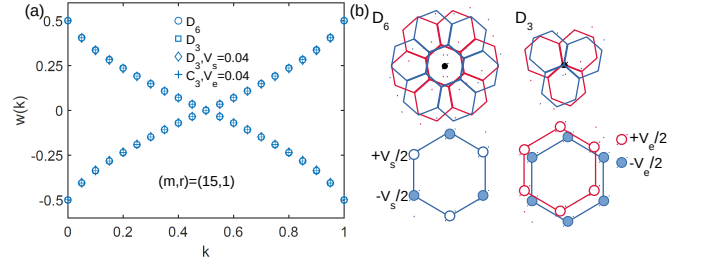 (a)
D6
D3
D3,Vs=0.04
C3,Ve=0.04
(m,r)=(15,1)
w(k)
0.5
0.25
0
-0.25
-0.5
0 0.2 0.4 0.6 0.8 1
k
(b)
D6 D3
+Vs/2
-Vs/2
+Ve/2
-Ve/2